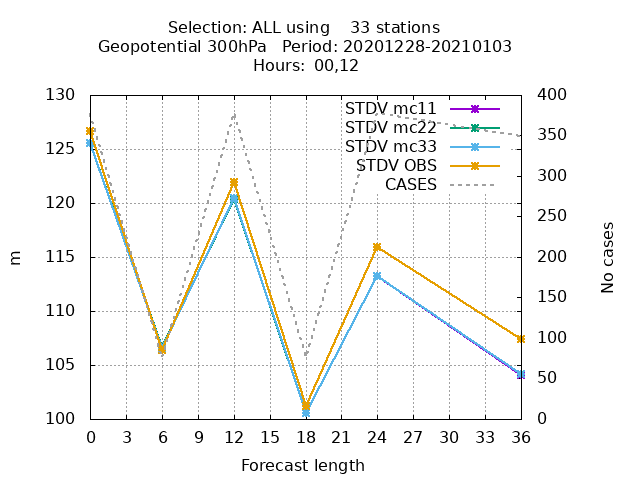 Selection: ALL using    33 stations
Geopotential 300hPa   Period: 20201228-20210103
Hours:  00,12
130
125
120
115
110
105
100
m
400
350
300
250
200
150
100
50
0
No cases
STDV mc11
STDV mc22
STDV mc33
STDV OBS
CASES
0 3 6 9 12 15 18 21 24 27 30 33 36
Forecast length